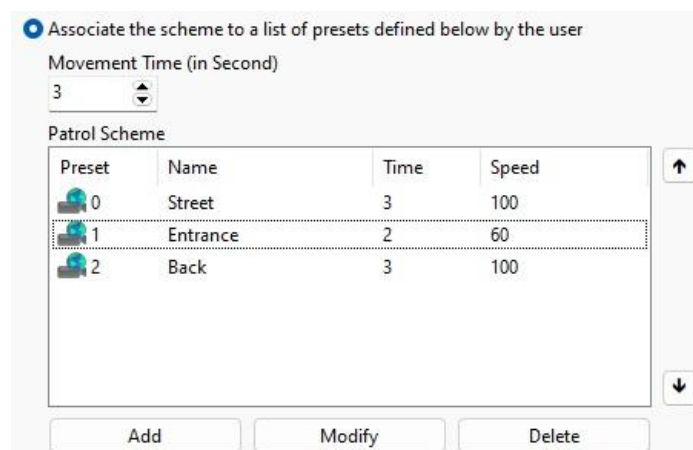 Associate the scheme to a list of presets defined below by the user
Movement Time (in Second)
3
Patrol Scheme
Preset Name Time Speed
0 Street 3 100
1 Entrance 2 60
2 Back 3 100
Add Modify Delete